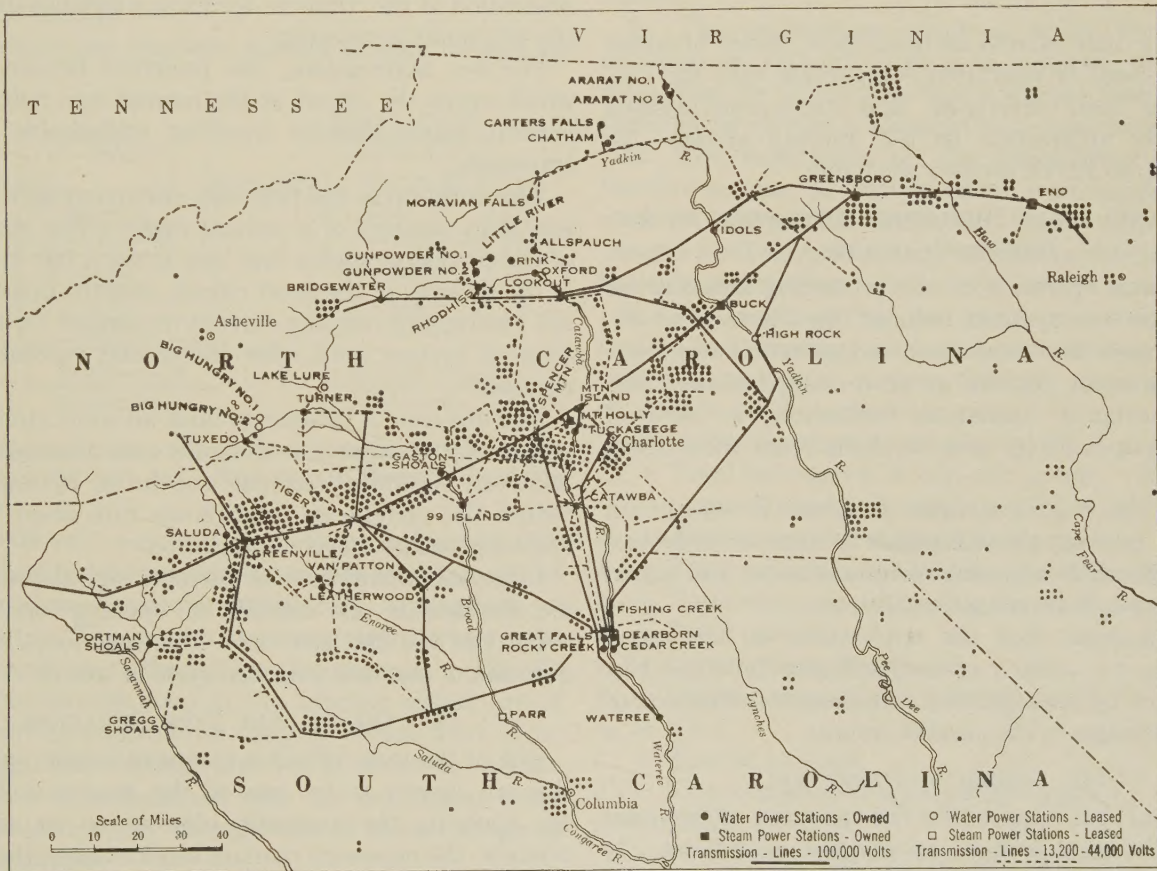 VIRGINIA
TENNESSEE
ARARAT NO.1
ARARAT NO 2
CARTERS FALLS
CHATHAM
Yadkin
R.
GREENSBORO
ENO
MORAVIAN FALLS
LITTLE RIVER
ALLSPAUCH
IDOLS
Haw
GUNPOWDER NO.1
RINK
GUNPOWDER NO.2
OXFORD
LOOKOUT
Raleigh
BRIDGEWATER
RHODHISS
BUCK
Asheville
Catawba
HIGH ROCK
R.
NORTH CAROLINA
BIG HUNGRY NO.1
LAKE LURE
SPENCER MTN
Yadkin
TURNER
MTN
ISLAND
BIG HUNGRY NO.2
MT. HOLLY
TUCKASEEGE
TUXEDO
Charlotte
GASTON
SHOALS
R.
TIGER
CATAWBA
99 ISLANDS
R.
SALUDA
GREENVILLE
VAN PATTON
Cape Fear
R.
LEATHERWOOD
FISHING CREEK
Broad
Enoree
GREAT FALLS
DEARBORN
PORTMAN
SHOALS
R.
ROCKY CREEK
CEDAR CREEK
Savannah
Pee
Lynches
Dee
GREGG
SHOALS
PARR
WATEREE
R.
Saluda
R.
Wateree
R.
R.
SOUTH CAROLINA
Columbia
R.
Congaree R.
R.
Scale of Miles
0 10 20 30 40
Water Power Stations - Owned
Water Power Stations - Leased
Steam Power Stations - Owned
Steam Power Stations - Leased
Transmission - Lines - 100,000 Volts
Transmission - Lines - 13,200 - 44,000 Volts